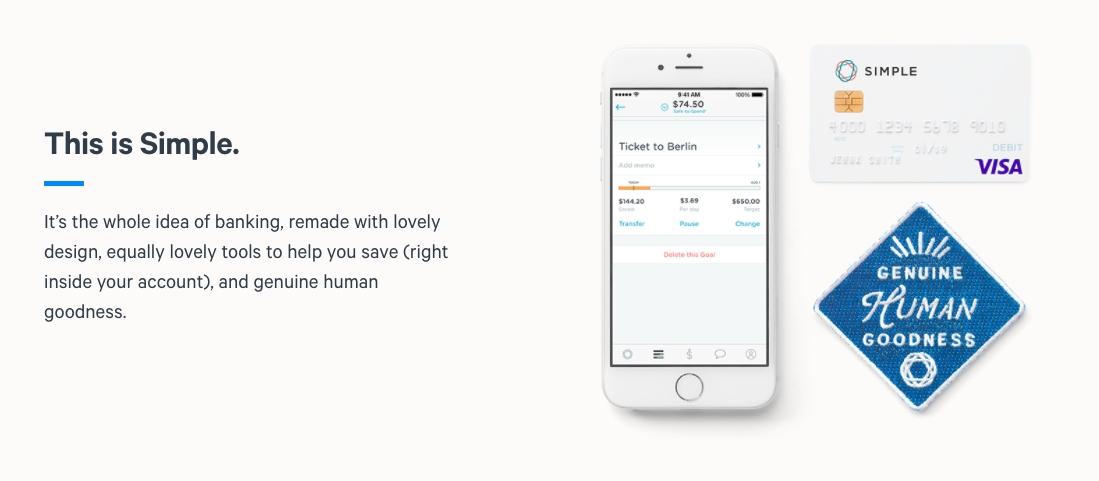 This is Simple.
It's the whole idea of banking, remade with lovely
design, equally lovely tools to help you save (right
inside your account), and genuine human
goodness.
9:41 AM 100%
$74.50
Safe-to-Spend
Ticket to Berlin
Add memo
$144.20 $3.69 $650.00
Saved Per day Target
Transfer Pause Change
Delete this Goal
SIMPLE
4000 1234 5678 9010
01/19
DEBIT
VISA
GENUINE
HUMAN
GOODNESS